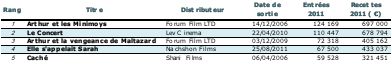 Rang Titre Distributeur Date de sortie Entrées 2011 Recettes 2011 (€)
1 Arthur et les Minimoys Forum Film LTD 14/12/2006 124 169 697 000
2 Le Concert Lev Cinema 22/04/2010 110 447 678 794
3 Arthur et la vengeance de Maltazard Forum Film LTD 03/12/2009 72 318 405 162
4 Elle s'appelait Sarah Nachshon Films 25/08/2011 67 500 433 037
5 Caché Shani Films 06/04/2006 59 528 321 451